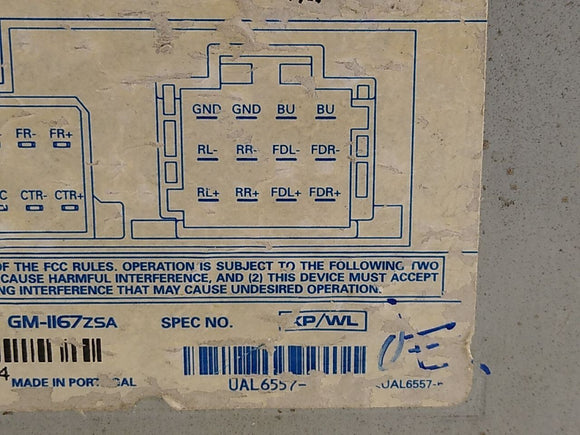 GND GND BU BU
FR- FR+
RL- RR- FDL- FDR-
CTR- CTR+
RL+ RR+ FDL+ FDR+
OF THE FCC RULES. OPERATION IS SUBJECT TO THE FOLLOWING TWO
CAUSE HARMFUL INTERFERENCE, AND (2) THIS DEVICE MUST ACCEPT
NG INTERFERENCE THAT MAY CAUSE UNDESIRED OPERATION.
GM-1167ZSA SPEC NO. XP/WL
4
MADE IN PORTUGAL UAL6557- UAL6557-